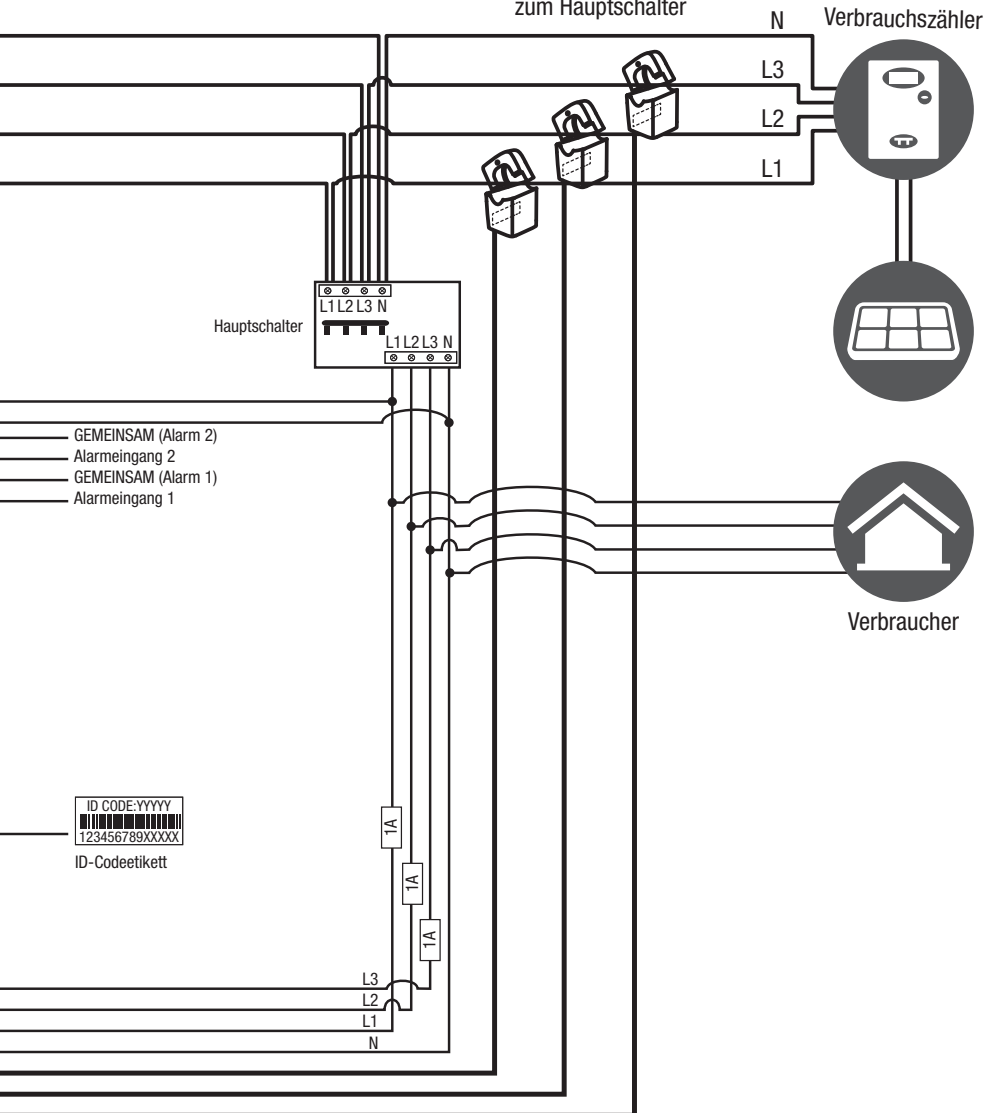 zum Hauptschalter
N
Verbrauchszähler
L3
L2
L1
L1 L2 L3 N
Hauptschalter
L1 L2 L3 N
GEMEINSAM (Alarm 2)
Alarmeingang 2
GEMEINSAM (Alarm 1)
Alarmeingang 1
Verbraucher
ID CODE:YYYYY
123456789XXXXX
ID-Codeetikett
1A
1A
1A
L3
L2
L1
N